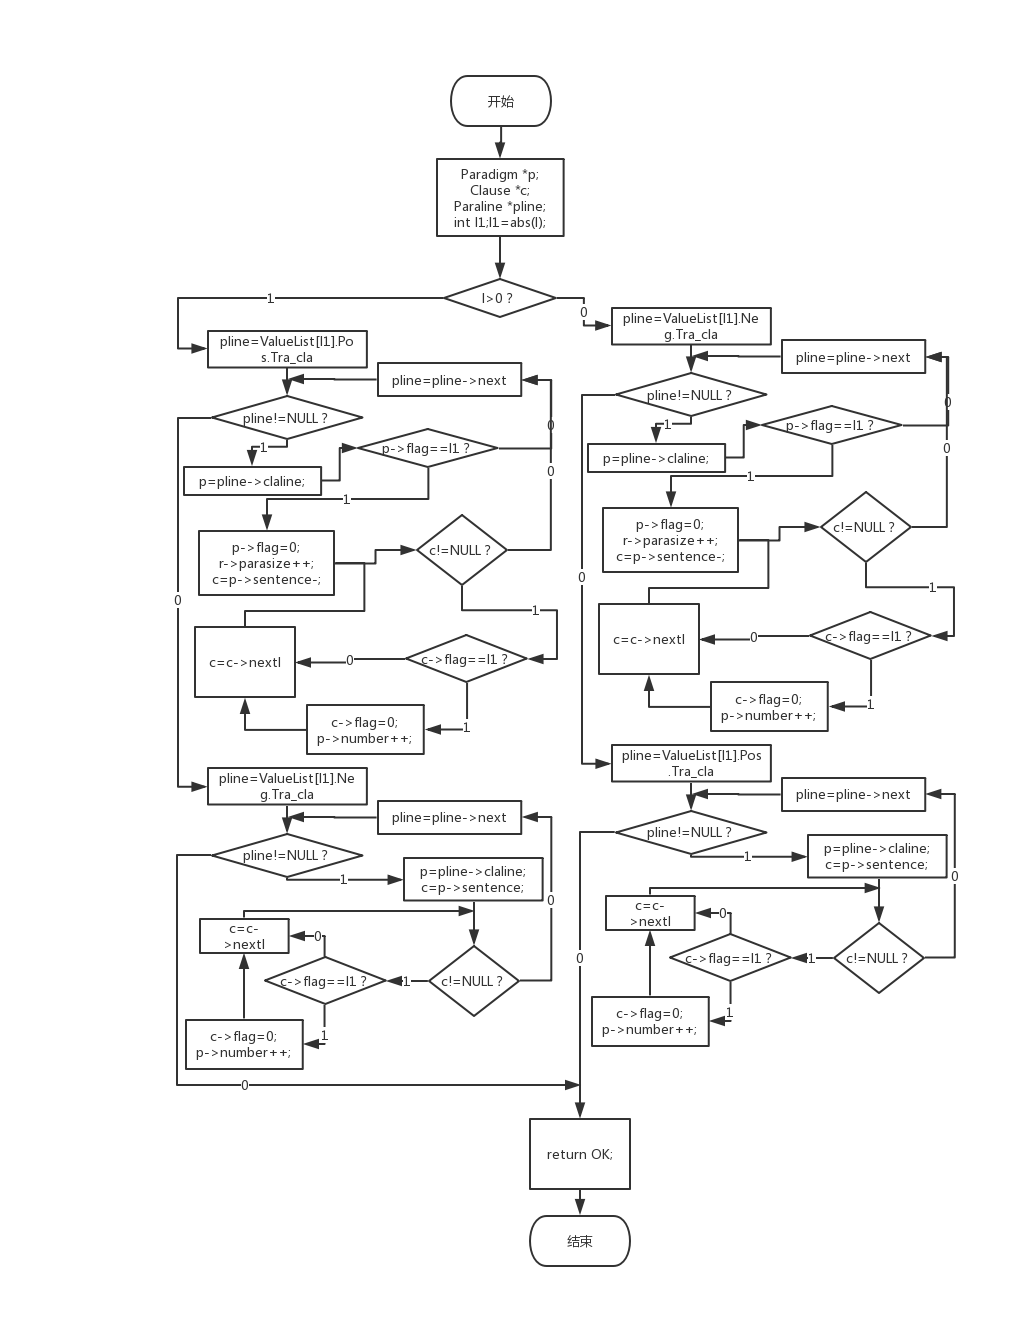 开始
Paradigm *p;
Clause *c;
Paraline *pline;
int l1;l1=abs(l);
l>0？
1
0
pline=ValueList[l1].Po
s.Tra_cla
pline=pline->next
pline!=NULL？
1
p=pline->claline;
p->flag==l1？
0
0
1
p->flag=0;
r->parasize++;
c=p->sentence-;
c!=NULL？
0
1
c=c->nextl
0
c->flag==l1？
1
c->flag=0;
p->number++;
pline=ValueList[l1].Ne
g.Tra_cla
pline=pline->next
pline!=NULL？
1
p=pline->claline;
c=p->sentence;
0
c=c-
>nextl
0
c->flag==l1？
1
c!=NULL？
1
c->flag=0;
p->number++;
0
pline=ValueList[l1].Ne
g.Tra_cla
pline=pline->next
pline!=NULL？
0
1
p->flag==l1？
p=pline->claline;
0
1
p->flag=0;
r->parasize++;
c=p->sentence-;
c!=NULL？
0
1
c=c->nextl
0
c->flag==l1？
1
c->flag=0;
p->number++;
pline=ValueList[l1].Pos
.Tra_cla
pline=pline->next
pline!=NULL？
1
p=pline->claline;
c=p->sentence;
0
c=c-
>nextl
0
c->flag==l1？
1
c!=NULL？
0
1
c->flag=0;
p->number++;
return OK;
结束